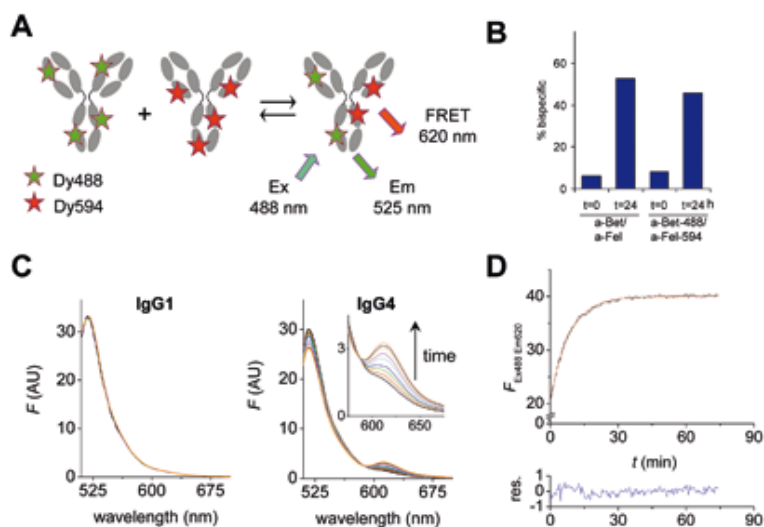 A
+
FRET
620 nm
Ex
488 nm
Em
525 nm
Dy488
Dy594
B
% bispecific
60
40
20
0
t=0 t=24 t=0 t=24 h
a-Bet/ a-Bet-488/
a-Fel a-Fel-594
C
IgG1
F (AU)
30
20
10
0
525 600 675
wavelength (nm)
IgG4
F (AU)
30
20
10
0
525 600 675
wavelength (nm)
3
0
600 650
time
D
F Ex488 Em620
40
30
20
0
0 30 60 90
t (min)
res.
1
0
-1
0 30 60 90